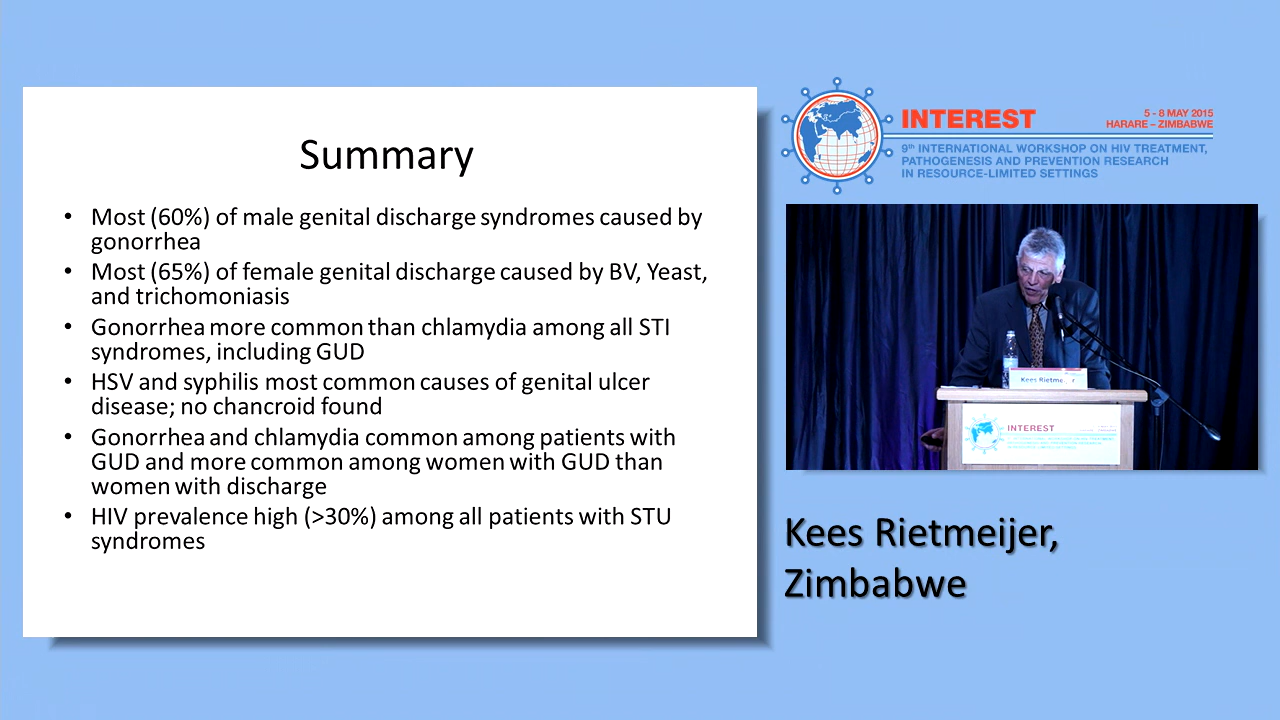 Summary
• Most (60%) of male genital discharge syndromes caused by
gonorrhea
• Most (65%) of female genital discharge caused by BV, Yeast,
and trichomoniasis
• Gonorrhea more common than chlamydia among all STI
syndromes, including GUD
• HSV and syphilis most common causes of genital ulcer
disease; no chancroid found
• Gonorrhea and chlamydia common among patients with
GUD and more common among women with GUD than
women with discharge
• HIV prevalence high (>30%) among all patients with STU
syndromes
INTEREST
5 - 8 MAY 2015
HARARE – ZIMBABWE
9th INTERNATIONAL WORKSHOP ON HIV TREATMENT,
PATHOGENESIS AND PREVENTION RESEARCH
IN RESOURCE-LIMITED SETTINGS
Kees
INTEREST
Kees Rietmeijer,
Zimbabwe